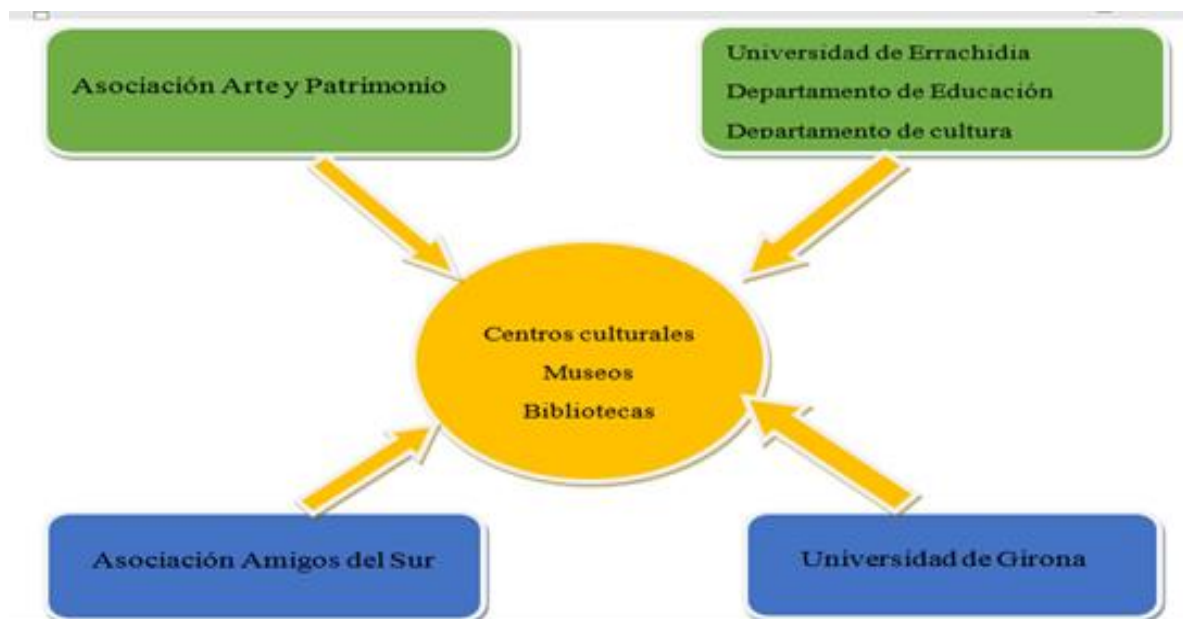 Asociación Arte y Patrimonio
Universidad de Errachidia
Departamento de Educación
Departamento de cultura
Centros culturales
Museos
Bibliotecas
Asociación Amigos del Sur
Universidad de Girona